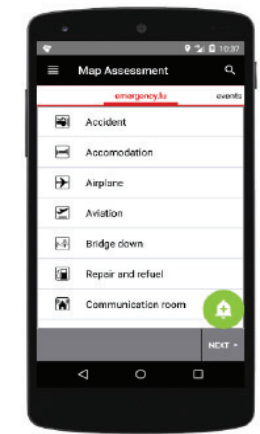 10:37
Map Assessment
emergency.lu events
Accident
Accomodation
Airplane
Aviation
Bridge down
Repair and refuel
Communication room
NEXT